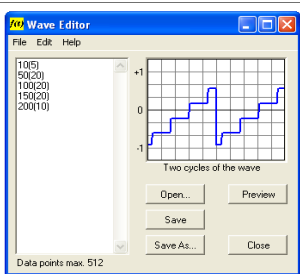 f(t) Wave Editor
File Edit Help
10(5)
50(20)
100(20)
150(20)
200(10)
+1
0
-1
Two cycles of the wave
Open...
Preview
Save
Save As...
Close
Data points max. 512